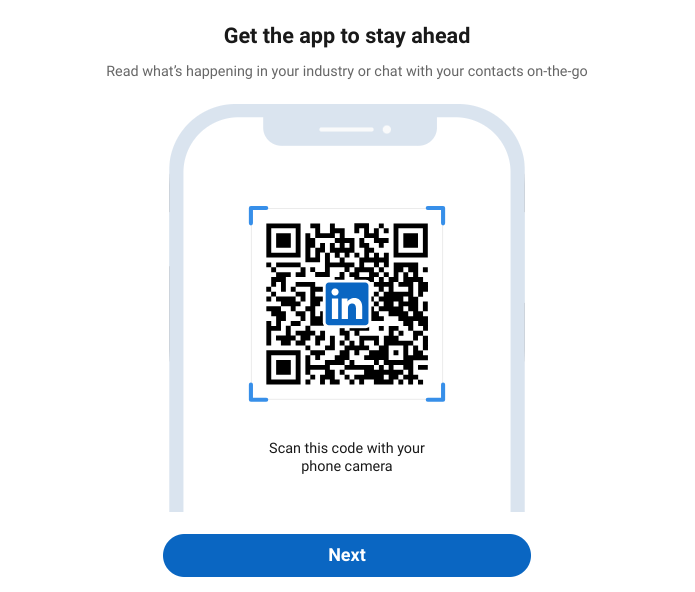 Get the app to stay ahead
Read what's happening in your industry or chat with your contacts on-the-go
in
Scan this code with your
phone camera
Next